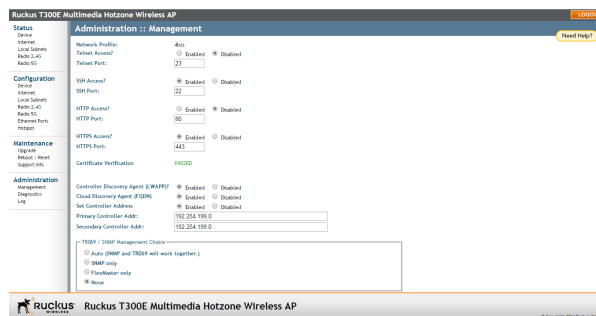 Ruckus T300E Multimedia Hotzone Wireless AP
LOGOUT
Need Help?
Status
Device
Internet
Local Subnets
Radio 2.4G
Radio 5G
Configuration
Device
Internet
Local Subnets
Radio 2.4G
Radio 5G
Ethernet Ports
Hotspot
Maintenance
Upgrade
Reboot / Reset
Support Info
Administration
Management
Diagnostics
Log
Administration :: Management
Network Profile: 4bss
Telnet Access? Enabled Disabled
Telnet Port: 23
SSH Access? Enabled Disabled
SSH Port: 22
HTTP Access? Enabled Disabled
HTTP Port: 80
HTTPS Access? Enabled Disabled
HTTPS Port: 443
Certificate Verification PASSED
Controller Discovery Agent (LWAPP)? Enabled Disabled
Cloud Discovery Agent (FQDN) Enabled Disabled
Set Controller Address Enabled Disabled
Primary Controller Addr: 192.254.199.0
Secondary Controller Addr: 192.254.199.0
TR069 / SNMP Management Choice
Auto (SNMP and TR069 will work together.)
SNMP only
FlexMaster only
None
RUCKUS WIRELESS
Ruckus T300E Multimedia Hotzone Wireless AP